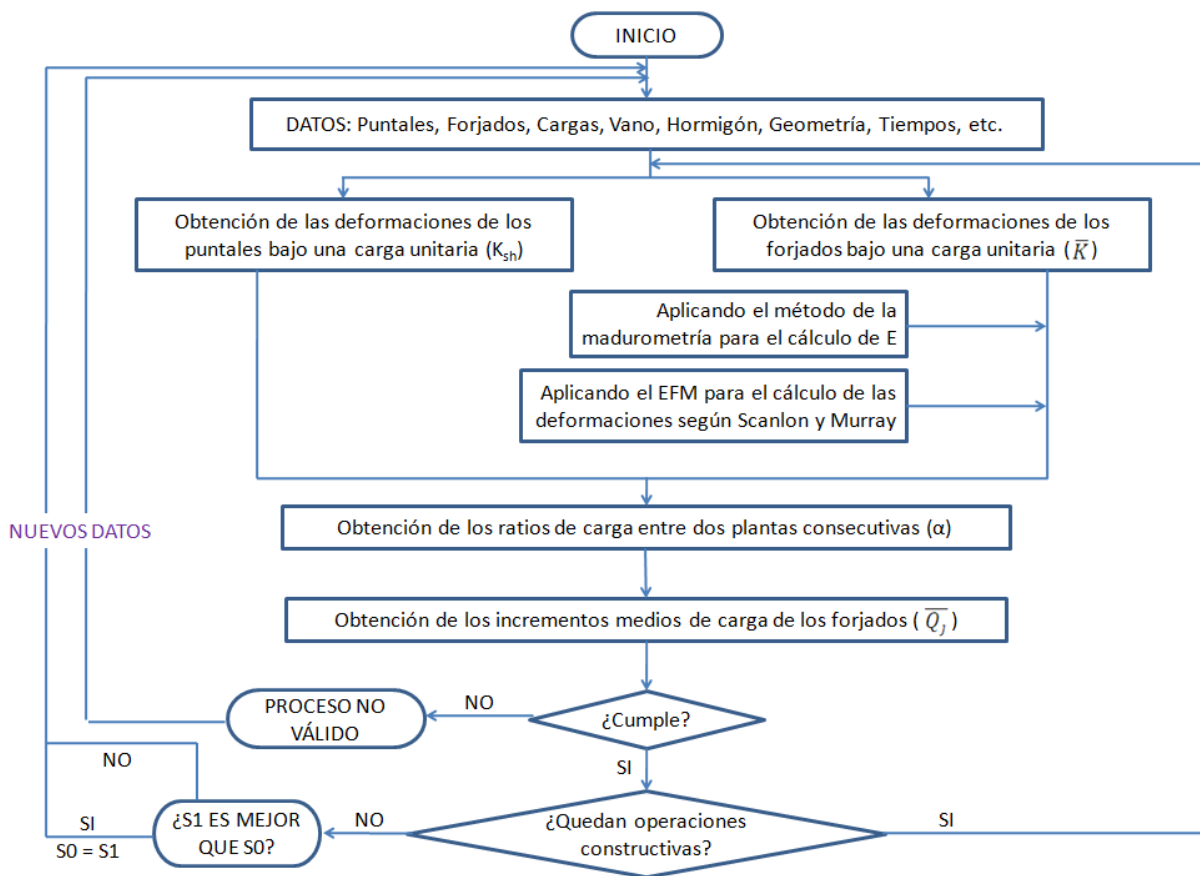 INICIO
DATOS: Puntales, Forjados, Cargas, Vano, Hormigón, Geometría, Tiempos, etc.
Obtención de las deformaciones de los
puntales bajo una carga unitaria (Ksh)
Obtención de las deformaciones de los
forjados bajo una carga unitaria ( K̅ )
Aplicando el método de la
madurometría para el cálculo de E
Aplicando el EFM para el cálculo de las
deformaciones según Scanlon y Murray
NUEVOS DATOS
Obtención de los ratios de carga entre dos plantas consecutivas (α)
Obtención de los incrementos medios de carga de los forjados ( Q̅j )
PROCESO NO
VÁLIDO
NO
¿Cumple?
SI
NO
¿S1 ES MEJOR
QUE S0?
SI
S0 = S1
NO
¿Quedan operaciones
constructivas?
SI